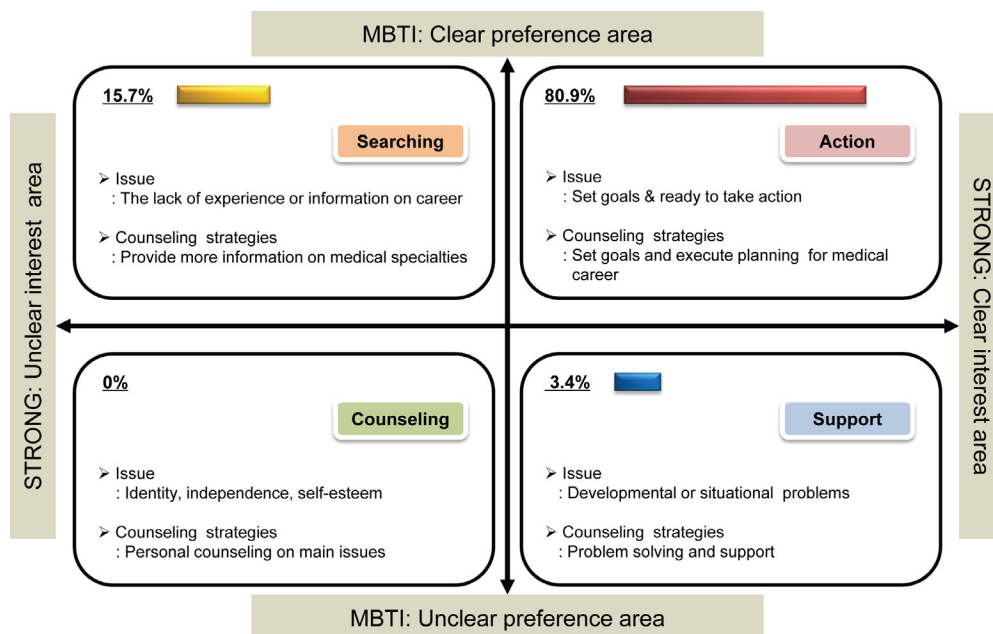 MBTI: Clear preference area
STRONG: Unclear interest area
15.7%
Searching
➢ Issue
: The lack of experience or information on career
➢ Counseling strategies
: Provide more information on medical specialties
80.9%
Action
➢ Issue
: Set goals & ready to take action
➢ Counseling strategies
: Set goals and execute planning for medical
career
STRONG: Clear interest area
0%
Counseling
➢ Issue
: Identity, independence, self-esteem
➢ Counseling strategies
: Personal counseling on main issues
3.4%
Support
➢ Issue
: Developmental or situational problems
➢ Counseling strategies
: Problem solving and support
MBTI: Unclear preference area